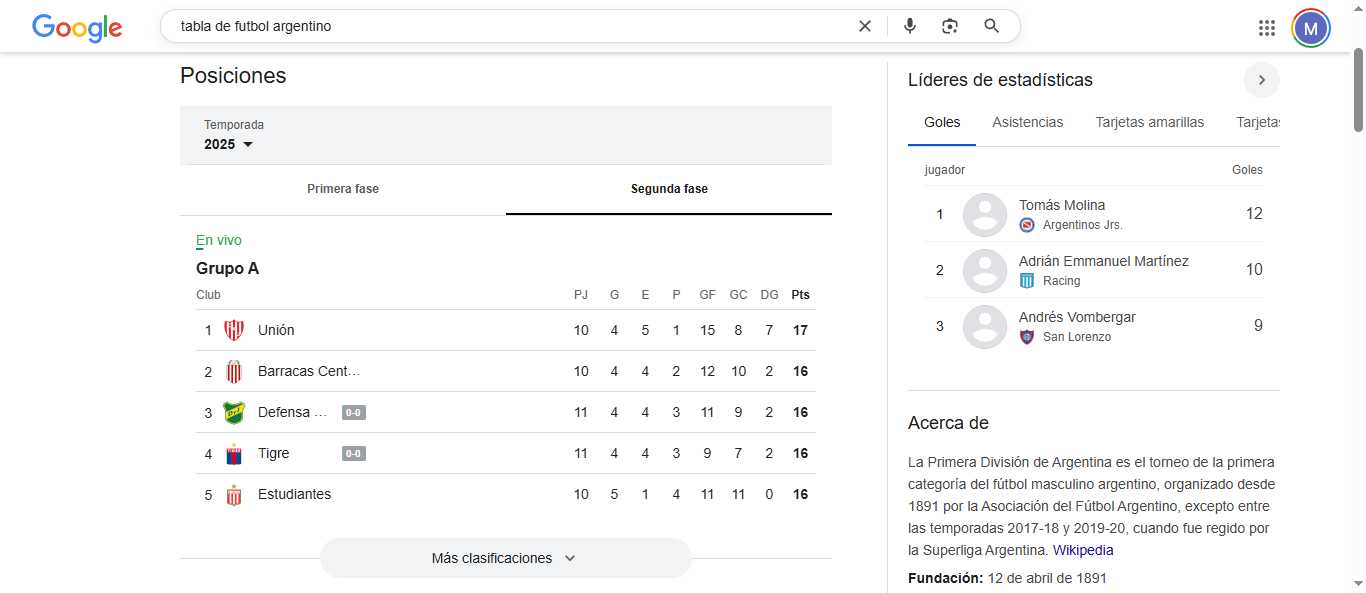 Google
tabla de futbol argentino
M
Posiciones
Temporada
2025
Primera fase
Segunda fase
En vivo
Grupo A
Club PJ G E P GF GC DG Pts
1 Unión 10 4 5 1 15 8 7 17
2 Barracas Cent... 10 4 4 2 12 10 2 16
3 Defensa ... 0-0 11 4 4 3 11 9 2 16
4 Tigre 0-0 11 4 4 3 9 7 2 16
5 Estudiantes 10 5 1 4 11 11 0 16
Más clasificaciones
Líderes de estadísticas
Goles Asistencias Tarjetas amarillas Tarjetas
jugador Goles
1 Tomás Molina 12
Argentinos Jrs.
2 Adrián Emmanuel Martínez 10
Racing
3 Andrés Vombergar 9
San Lorenzo
Acerca de
La Primera División de Argentina es el torneo de la primera
categoría del fútbol masculino argentino, organizado desde
1891 por la Asociación del Fútbol Argentino, excepto entre
las temporadas 2017-18 y 2019-20, cuando fue regido por
la Superliga Argentina. Wikipedia
Fundación: 12 de abril de 1891